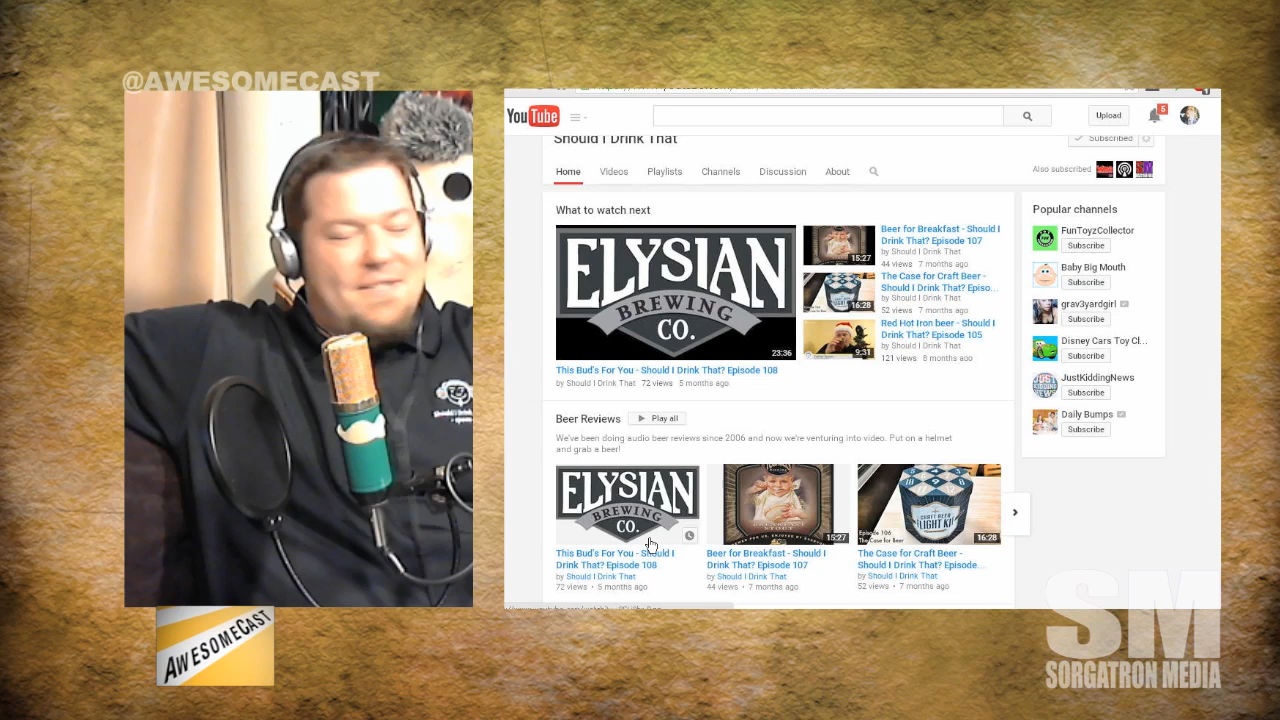 @AWESOMECAST
YouTube
Upload
5
Should I Drink That
Subscribed
Home
Videos
Playlists
Channels
Discussion
About
Also subscribed
What to watch next
ELYSIAN
BREWING
CO.
23:36
This Bud's For You - Should I Drink That? Episode 108
by Should I Drink That 72 views 5 months ago
15:27
Beer for Breakfast - Should I
Drink That? Episode 107
by Should I Drink That
44 views 7 months ago
16:28
The Case for Craft Beer -
Should I Drink That? Episo...
by Should I Drink That
52 views 7 months ago
9:31
Red Hot Iron beer - Should I
Drink That? Episode 105
by Should I Drink That
121 views 8 months ago
Popular channels
FunToyzCollector
Subscribe
Baby Big Mouth
Subscribe
grav3yardgirl
Subscribe
Disney Cars Toy Cl...
Subscribe
JustKiddingNews
Subscribe
Daily Bumps
Subscribe
Beer Reviews
Play all
We've been doing audio beer reviews since 2006 and now we're venturing into video. Put on a helmet
and grab a beer!
ELYSIAN
BREWING
CO.
This Bud's For You - Should I
Drink That? Episode 108
by Should I Drink That
72 views • 5 months ago
15:27
Beer for Breakfast - Should I
Drink That? Episode 107
by Should I Drink That
44 views • 7 months ago
CRAFT BEER
FLIGHT KIT
Episode 106
The Case for Beer
16:28
The Case for Craft Beer -
Should I Drink That? Episode...
by Should I Drink That
52 views • 7 months ago
AWESOMECAST
SM
SORGATRON MEDIA